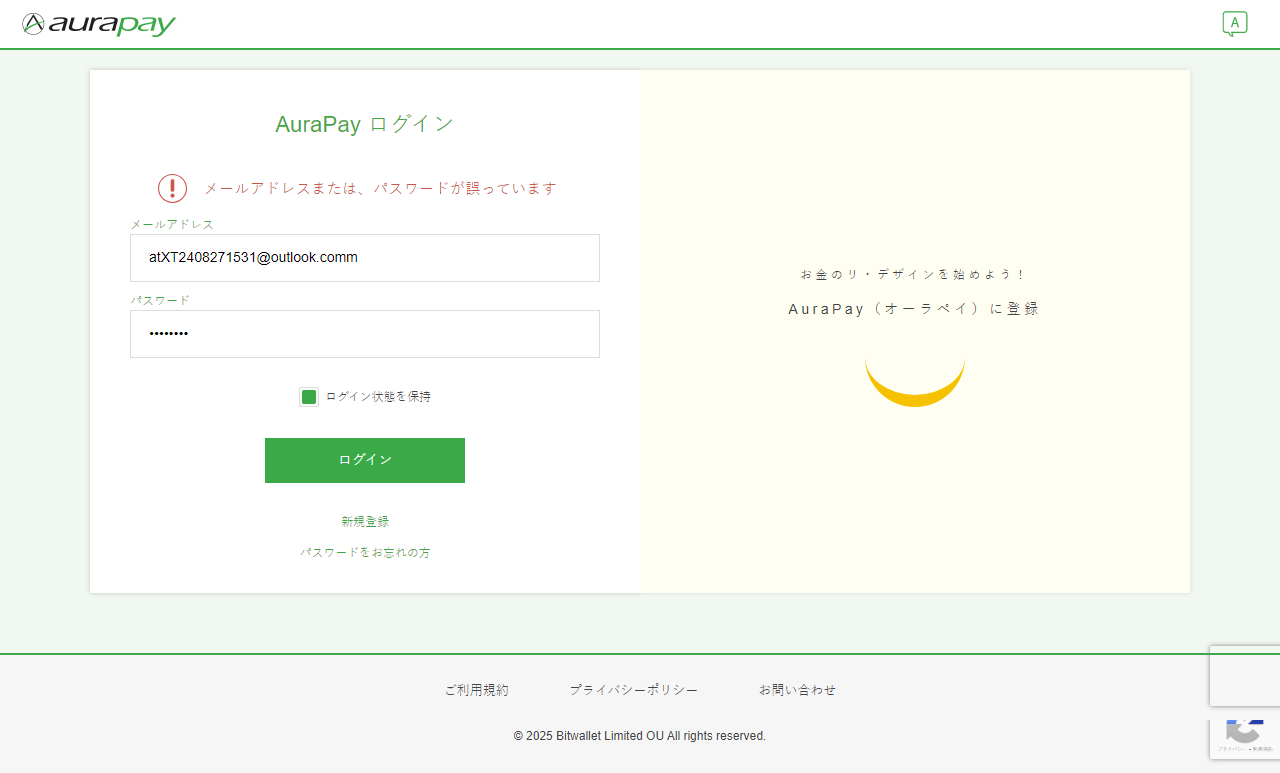 aurapay
A
AuraPay ログイン
メールアドレスまたは、パスワードが誤っています
メールアドレス
atXT2408271531@outlook.comm
パスワード
••••••••
ログイン状態を保持
ログイン
新規登録
パスワードをお忘れの方
お金のリ・デザインを始めよう！
AuraPay（オーラペイ）に登録
ご利用規約
プライバシーポリシー
お問い合わせ
© 2025 Bitwallet Limited OU All rights reserved.